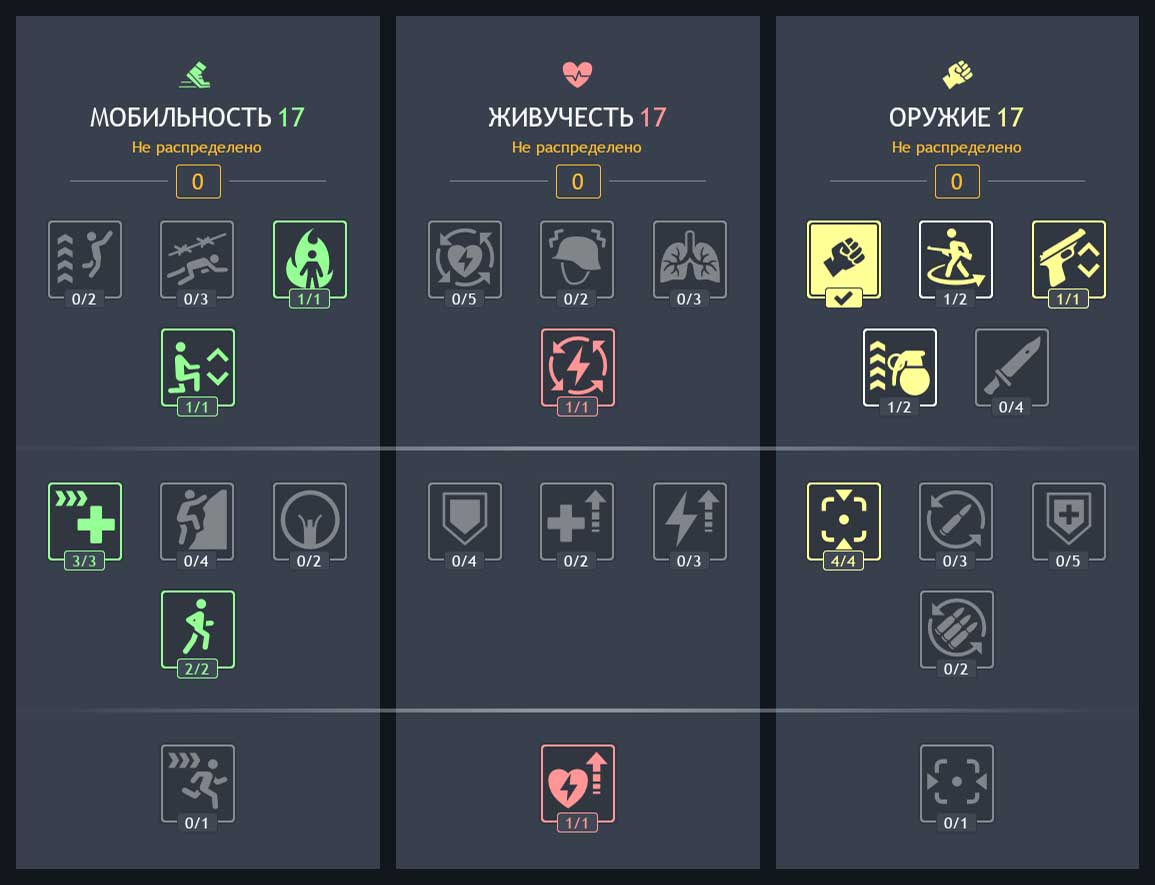 МОБИЛЬНОСТЬ 17
Не распределено
0
0/2 0/3 1/1
1/1
3/3 0/4 0/2
2/2
0/1
ЖИВУЧЕСТЬ 17
Не распределено
0
0/5 0/2 0/3
1/1
0/4 0/2 0/3
1/1
ОРУЖИЕ 17
Не распределено
0
1/2 1/1
1/2 0/4
4/4 0/3 0/5
0/2
0/1